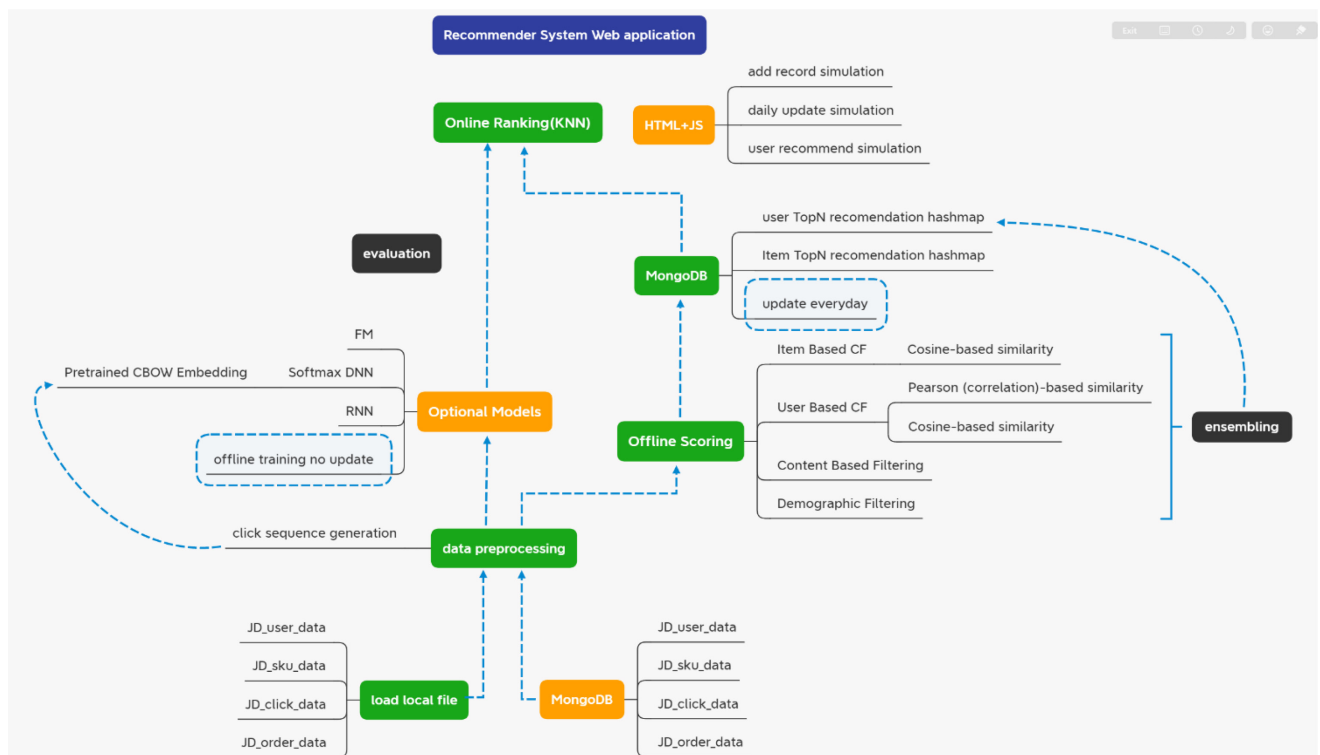 Recommender System Web application
Exit
add record simulation
Online Ranking(KNN)
HTML+JS
daily update simulation
user recommend simulation
user TopN recomendation hashmap
evaluation
Item TopN recomendation hashmap
MongoDB
update everyday
FM
Item Based CF
Cosine-based similarity
Pretrained CBOW Embedding
Softmax DNN
Pearson (correlation)-based similarity
RNN
Optional Models
User Based CF
Cosine-based similarity
ensembling
Offline Scoring
offline training no update
Content Based Filtering
Demographic Filtering
click sequence generation
data preprocessing
JD_user_data
JD_sku_data
load local file
JD_click_data
JD_order_data
MongoDB
JD_user_data
JD_sku_data
JD_click_data
JD_order_data